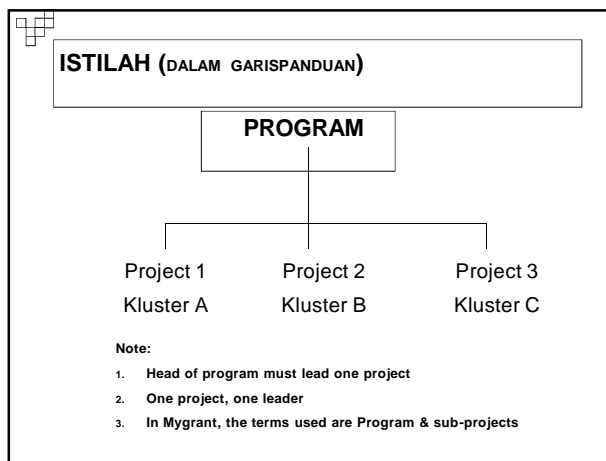 ISTILAH (DALAM GARISPANDUAN)
PROGRAM
Project 1 Project 2 Project 3
Kluster A Kluster B Kluster C
Note:
1. Head of program must lead one project
2. One project, one leader
3. In Mygrant, the terms used are Program & sub-projects